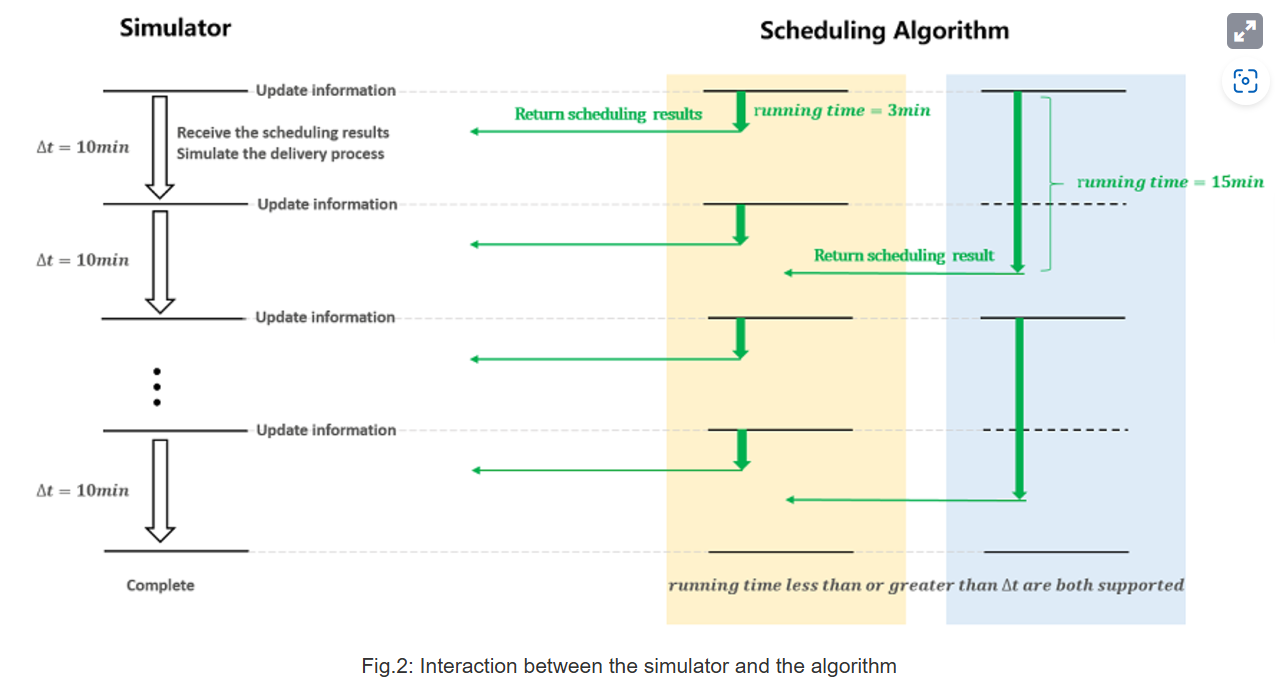 Simulator
Scheduling Algorithm
Update information
Return scheduling results
running time = 3min
Δt = 10min
Receive the scheduling results
Simulate the delivery process
running time = 15min
Update information
Δt = 10min
Return scheduling result
Update information
Update information
Δt = 10min
Complete
running time less than or greater than Δt are both supported
Fig.2: Interaction between the simulator and the algorithm